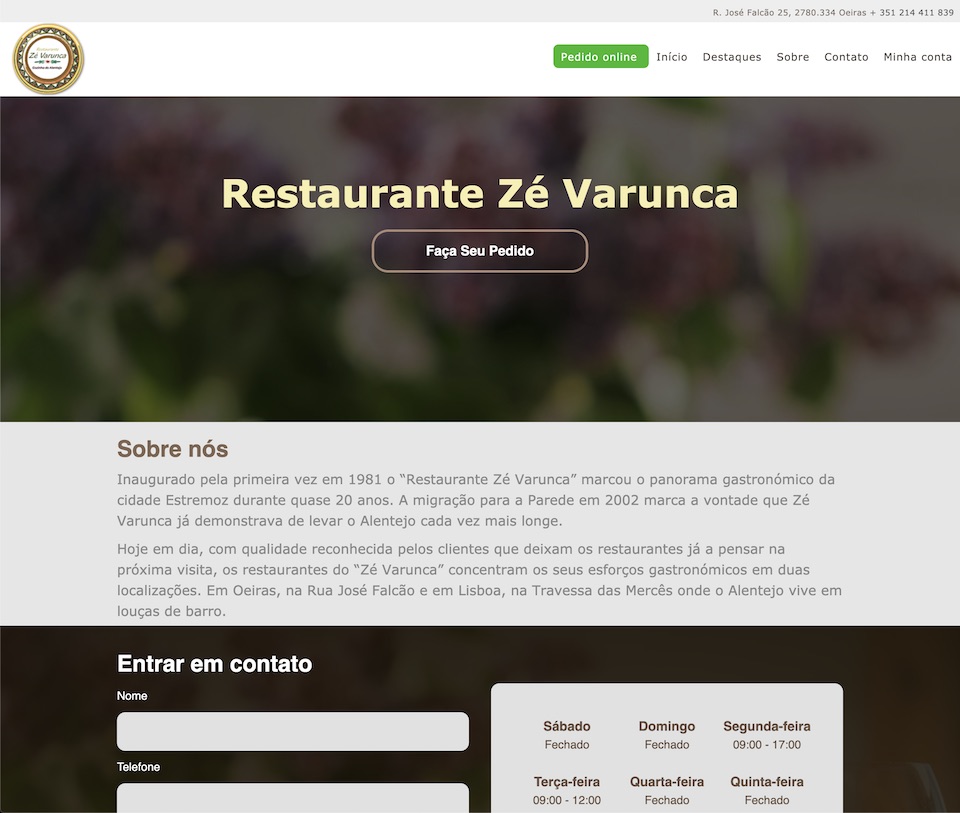 R. José Falcão 25, 2780.334 Oeiras + 351 214 411 839
Restaurante
Zé Varunca
Pedido online Início Destaques Sobre Contato Minha conta
Restaurante Zé Varunca
Faça Seu Pedido
Sobre nós
Inaugurado pela primeira vez em 1981 o “Restaurante Zé Varunca” marcou o panorama gastronómico da
cidade Estremoz durante quase 20 anos. A migração para a Parede em 2002 marca a vontade que Zé
Varunca já demonstrava de levar o Alentejo cada vez mais longe.
Hoje em dia, com qualidade reconhecida pelos clientes que deixam os restaurantes já a pensar na
próxima visita, os restaurantes do “Zé Varunca” concentram os seus esforços gastronómicos em duas
localizações. Em Oeiras, na Rua José Falcão e em Lisboa, na Travessa das Mercês onde o Alentejo vive em
louças de barro.
Entrar em contato
Nome
Telefone
Sábado Domingo Segunda-feira
Fechado Fechado 09:00 - 17:00
Terça-feira Quarta-feira Quinta-feira
09:00 - 12:00 Fechado Fechado